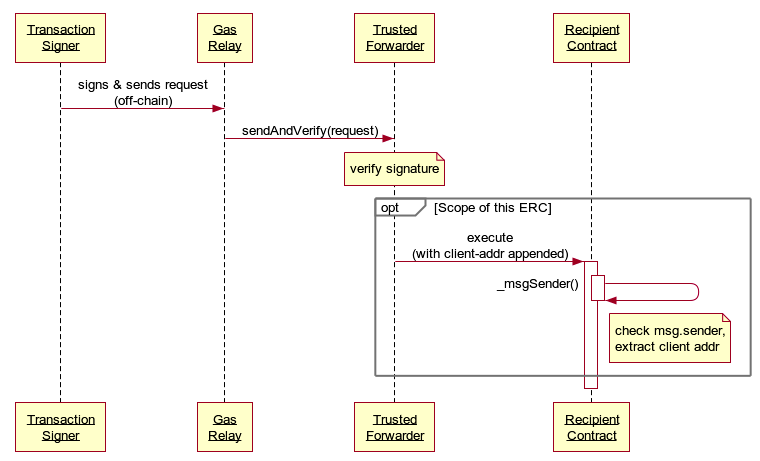 Transaction
Signer
Gas
Relay
Trusted
Forwarder
Recipient
Contract
signs & sends request
(off-chain)
sendAndVerify(request)
verify signature
opt
[Scope of this ERC]
execute
(with client-addr appended)
_msgSender()
check msg.sender,
extract client addr
Transaction
Signer
Gas
Relay
Trusted
Forwarder
Recipient
Contract